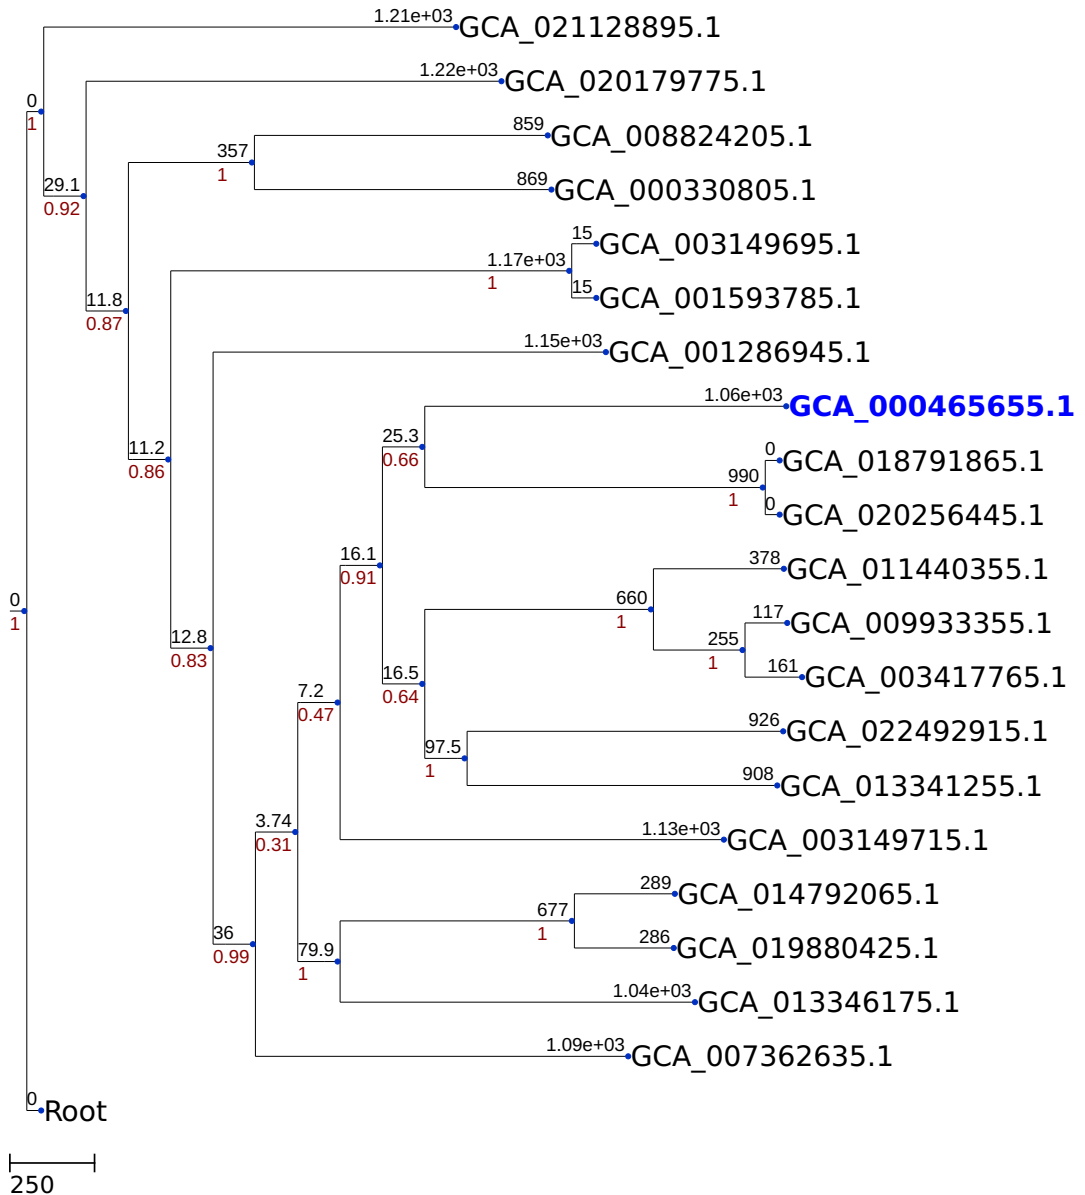 1.21e+03 GCA_021128895.1
1.22e+03 GCA_020179775.1
0
1
859 GCA_008824205.1
357
1
29.1
0.92
869 GCA_000330805.1
15 GCA_003149695.1
1.17e+03
1
15 GCA_001593785.1
11.8
0.87
1.15e+03 GCA_001286945.1
1.06e+03 GCA_000465655.1
25.3
0.66
11.2
0.86
0 GCA_018791865.1
990
1
0 GCA_020256445.1
16.1
0.91
378 GCA_011440355.1
660
1
0
1
117 GCA_009933355.1
255
1
12.8
0.83
161 GCA_003417765.1
16.5
0.64
7.2
0.47
926 GCA_022492915.1
97.5
1
908 GCA_013341255.1
3.74
0.31
1.13e+03 GCA_003149715.1
289 GCA_014792065.1
677
1
36
0.99
286 GCA_019880425.1
79.9
1
1.04e+03 GCA_013346175.1
1.09e+03 GCA_007362635.1
0 Root
250